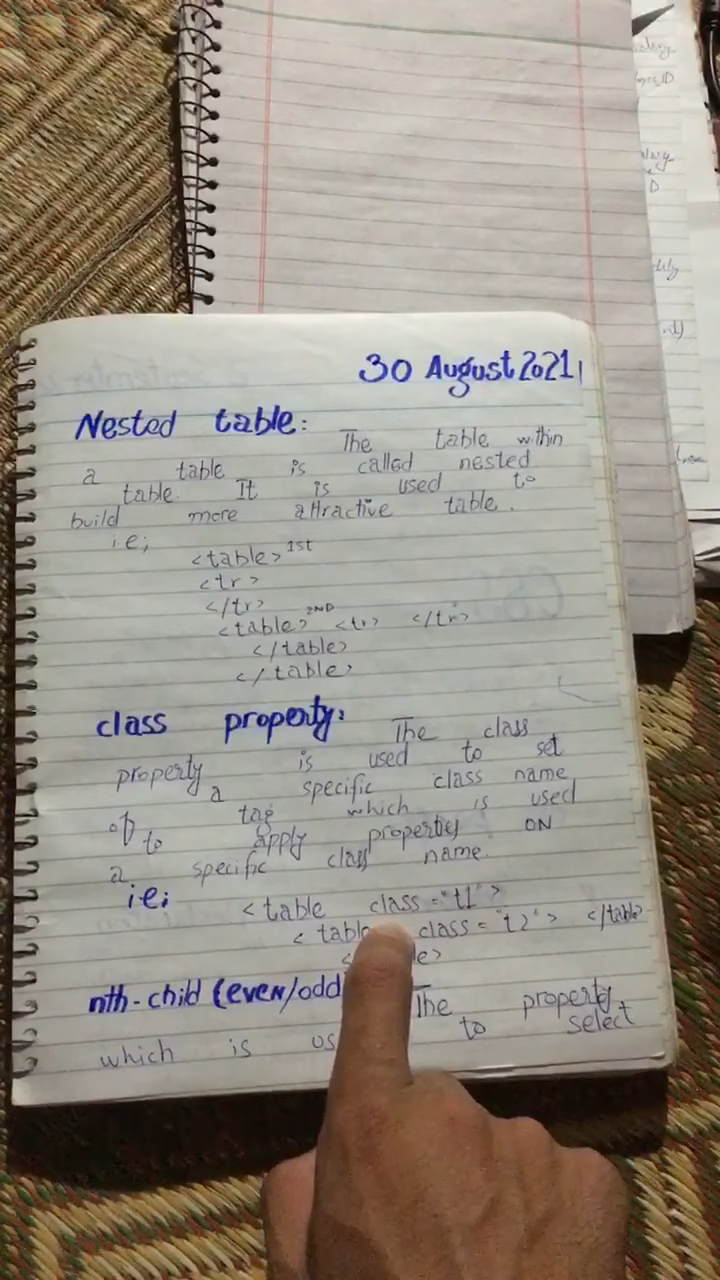 30 August 2021
Nested table:
The table within
a table is called nested
table. It is used to
build more attractive table.
i.e;
<table> 1st
<tr>
</tr>
<table> 2ND <tr> </tr>
</table>
</table>
class property:
The class
property is used to set
a specific class name
of tag which is used
to apply properties ON
a specific class name.
i.e;
<table class="t1">
<table class="t2"> </table>
nth-child (even/odd)
The property
which is to select